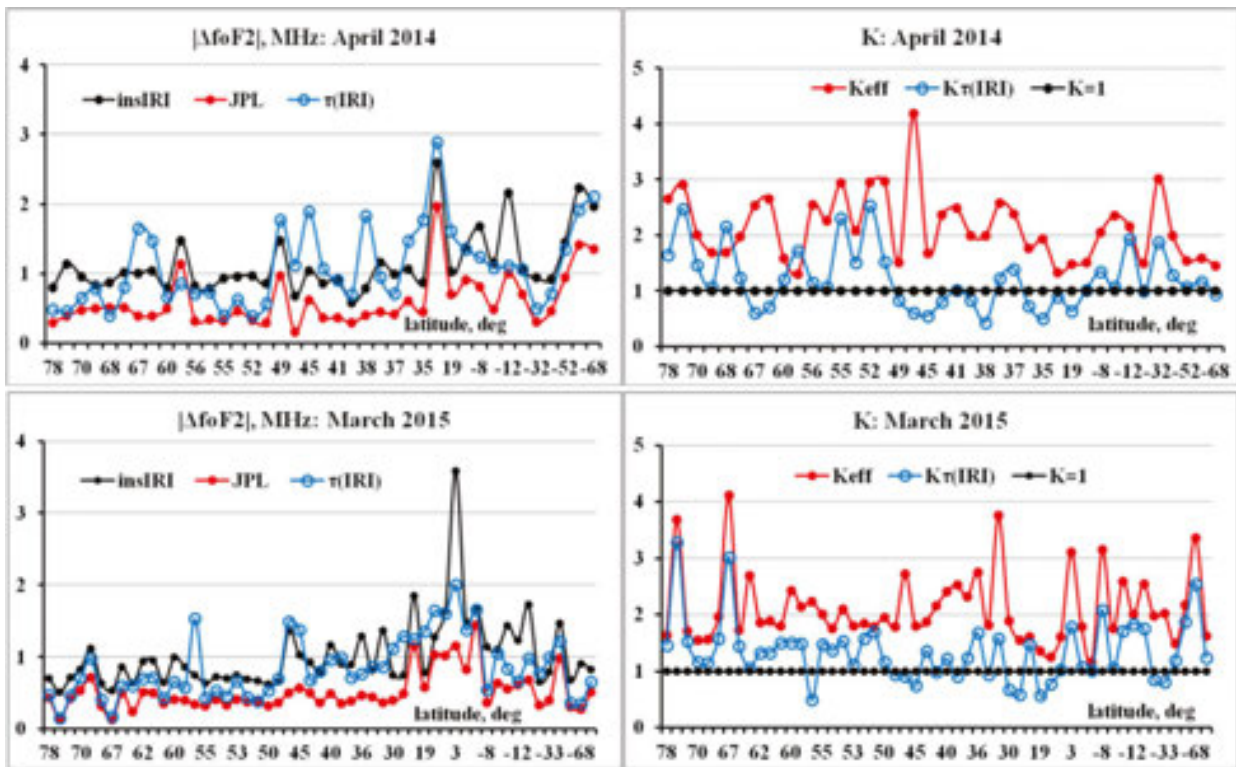 |ΔfoF2|, MHz: April 2014
4
3
2
1
0
insIRI JPL τ(IRI)
latitude, deg
78 70 68 67 60 56 55 52 49 45 41 38 37 35 19 -8 -12 -32 -52 -68
K: April 2014
5
4
3
2
1
0
Keff Kτ(IRI) K=1
latitude, deg
78 70 68 67 60 56 55 52 49 45 41 38 37 35 19 -8 -12 -32 -52 -68
|ΔfoF2|, MHz: March 2015
4
3
2
1
0
insIRI JPL τ(IRI)
latitude, deg
78 70 67 62 60 55 53 50 45 40 36 30 19 3 -8 -12 -33 -68
K: March 2015
5
4
3
2
1
0
Keff Kτ(IRI) K=1
latitude, deg
78 70 67 62 60 55 53 50 45 40 36 30 19 3 -8 -12 -33 -68